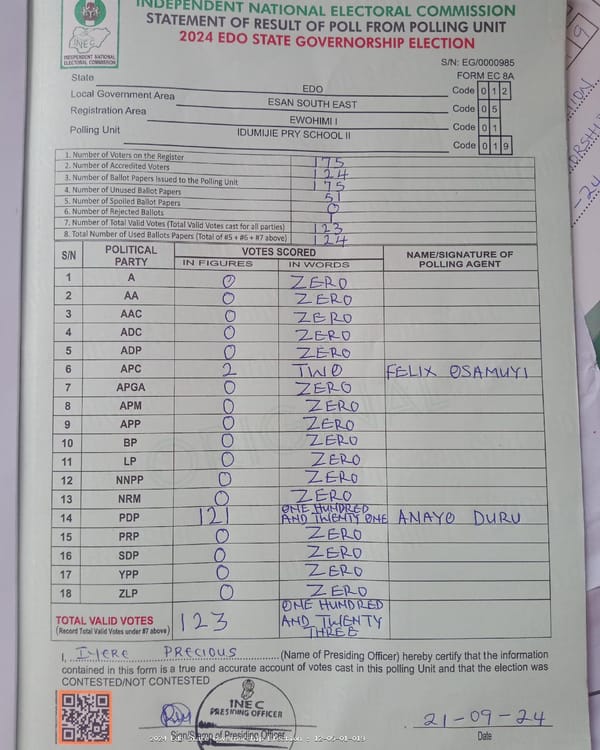 INDEPENDENT NATIONAL ELECTORAL COMMISSION
STATEMENT OF RESULT OF POLL FROM POLLING UNIT
2024 EDO STATE GOVERNORSHIP ELECTION
INEC
INDEPENDENT NATIONAL
ELECTORAL COMMISSION
S/N: EG/0000985
FORM EC 8A
State EDO Code 0 1 2
Local Government Area ESAN SOUTH EAST Code 0 5
Registration Area EWOHIMI I Code 0 1
Polling Unit IDUMIJIE PRY SCHOOL II Code 0 1 9
1. Number of Voters on the Register 175
2. Number of Accredited Voters 124
3. Number of Ballot Papers Issued to the Polling Unit 175
4. Number of Unused Ballot Papers 51
5. Number of Spoiled Ballot Papers 0
6. Number of Rejected Ballots 1
7. Number of Total Valid Votes (Total Valid Votes cast for all parties) 123
8. Total Number of Used Ballots Papers (Total of #5 + #6 + #7 above) 124
S/N POLITICAL PARTY VOTES SCORED NAME/SIGNATURE OF POLLING AGENT
IN FIGURES IN WORDS
1 A 0 ZERO
2 AA 0 ZERO
3 AAC 0 ZERO
4 ADC 0 ZERO
5 ADP 0 ZERO
6 APC 2 TWO FELIX OSAMUYI
7 APGA 0 ZERO
8 APM 0 ZERO
9 APP 0 ZERO
10 BP 0 ZERO
11 LP 0 ZERO
12 NNPP 0 ZERO
13 NRM 0 ZERO
14 PDP 121 ONE HUNDRED AND TWENTY ONE ANAYO DURU
15 PRP 0 ZERO
16 SDP 0 ZERO
17 YPP 0 ZERO
18 ZLP 0 ZERO
TOTAL VALID VOTES 123 ONE HUNDRED AND TWENTY THREE
(Record Total Valid Votes under #7 above)
I, IYERE PRECIOUS (Name of Presiding Officer) hereby certify that the information
contained in this form is a true and accurate account of votes cast in this polling Unit and that the election was
CONTESTED/NOT CONTESTED
INEC
PRESIDING OFFICER
21-09-24
Sign/Stamp of Presiding Officer Date